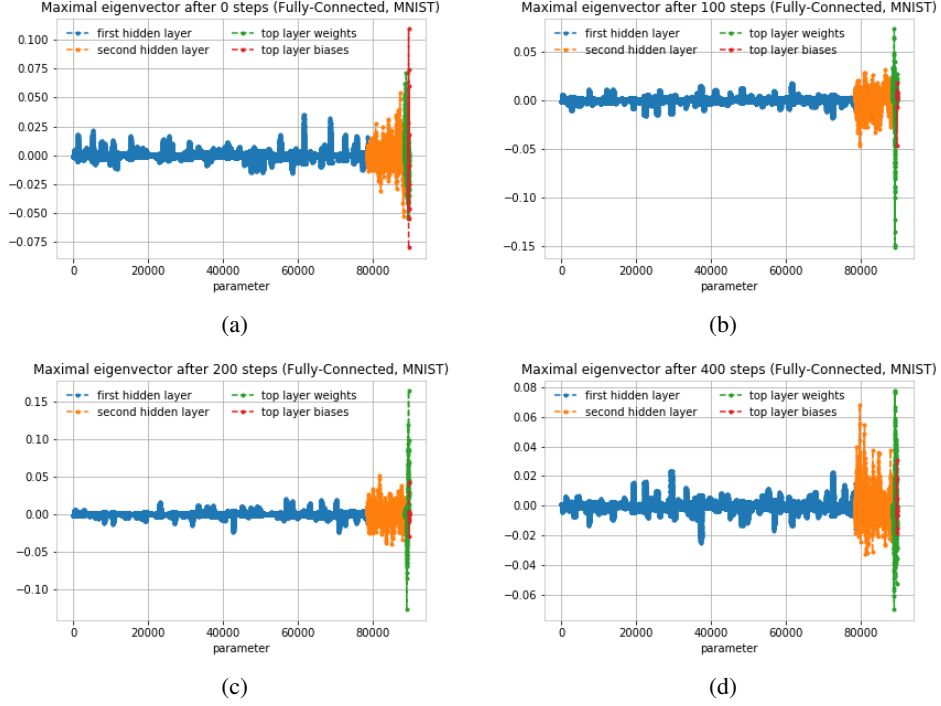 Maximal eigenvector after 0 steps (Fully-Connected, MNIST)
first hidden layer
second hidden layer
top layer weights
top layer biases
0.100
0.075
0.050
0.025
0.000
−0.025
−0.050
−0.075
0 20000 40000 60000 80000
parameter
(a)
Maximal eigenvector after 100 steps (Fully-Connected, MNIST)
first hidden layer
second hidden layer
top layer weights
top layer biases
0.05
0.00
−0.05
−0.10
−0.15
0 20000 40000 60000 80000
parameter
(b)
Maximal eigenvector after 200 steps (Fully-Connected, MNIST)
first hidden layer
second hidden layer
top layer weights
top layer biases
0.15
0.10
0.05
0.00
−0.05
−0.10
0 20000 40000 60000 80000
parameter
(c)
Maximal eigenvector after 400 steps (Fully-Connected, MNIST)
first hidden layer
second hidden layer
top layer weights
top layer biases
0.08
0.06
0.04
0.02
0.00
−0.02
−0.04
−0.06
0 20000 40000 60000 80000
parameter
(d)